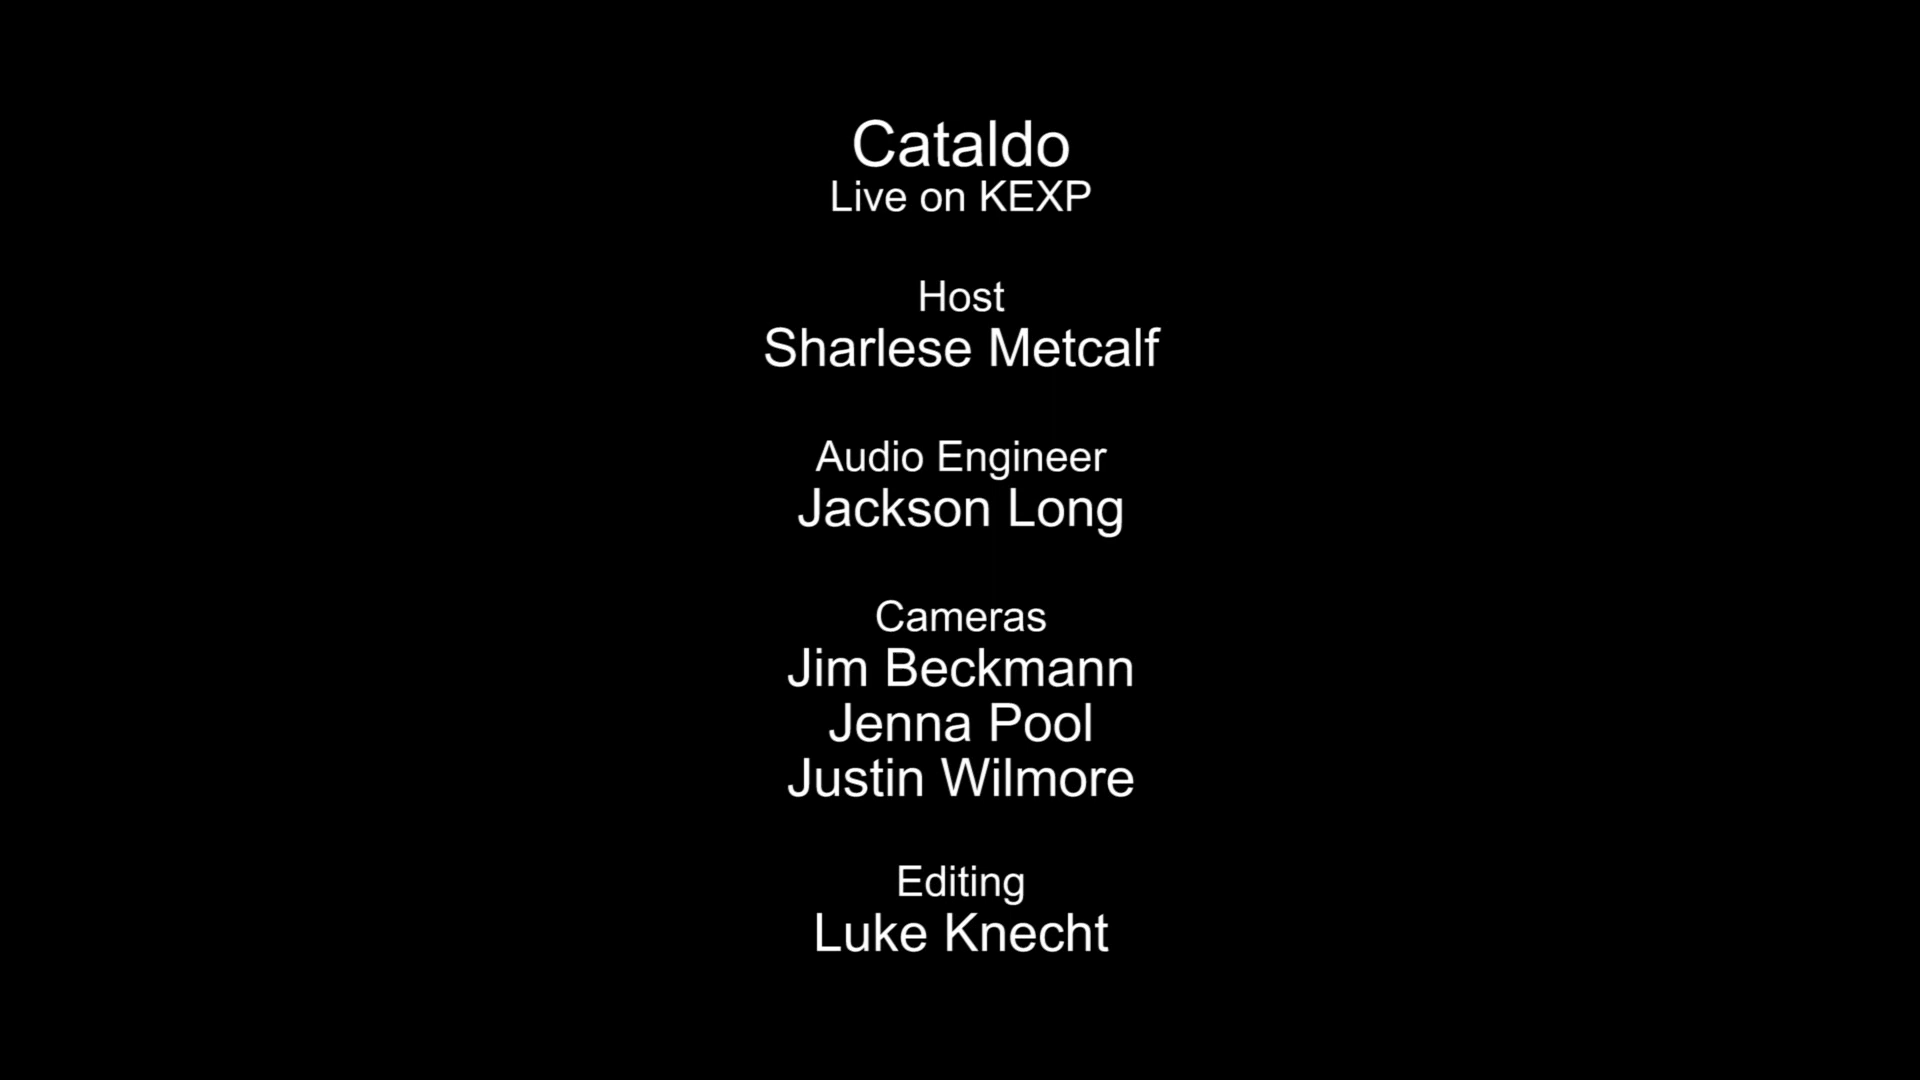 Cataldo
Live on KEXP
Host
Sharlese Metcalf
Audio Engineer
Jackson Long
Cameras
Jim Beckmann
Jenna Pool
Justin Wilmore
Editing
Luke Knecht